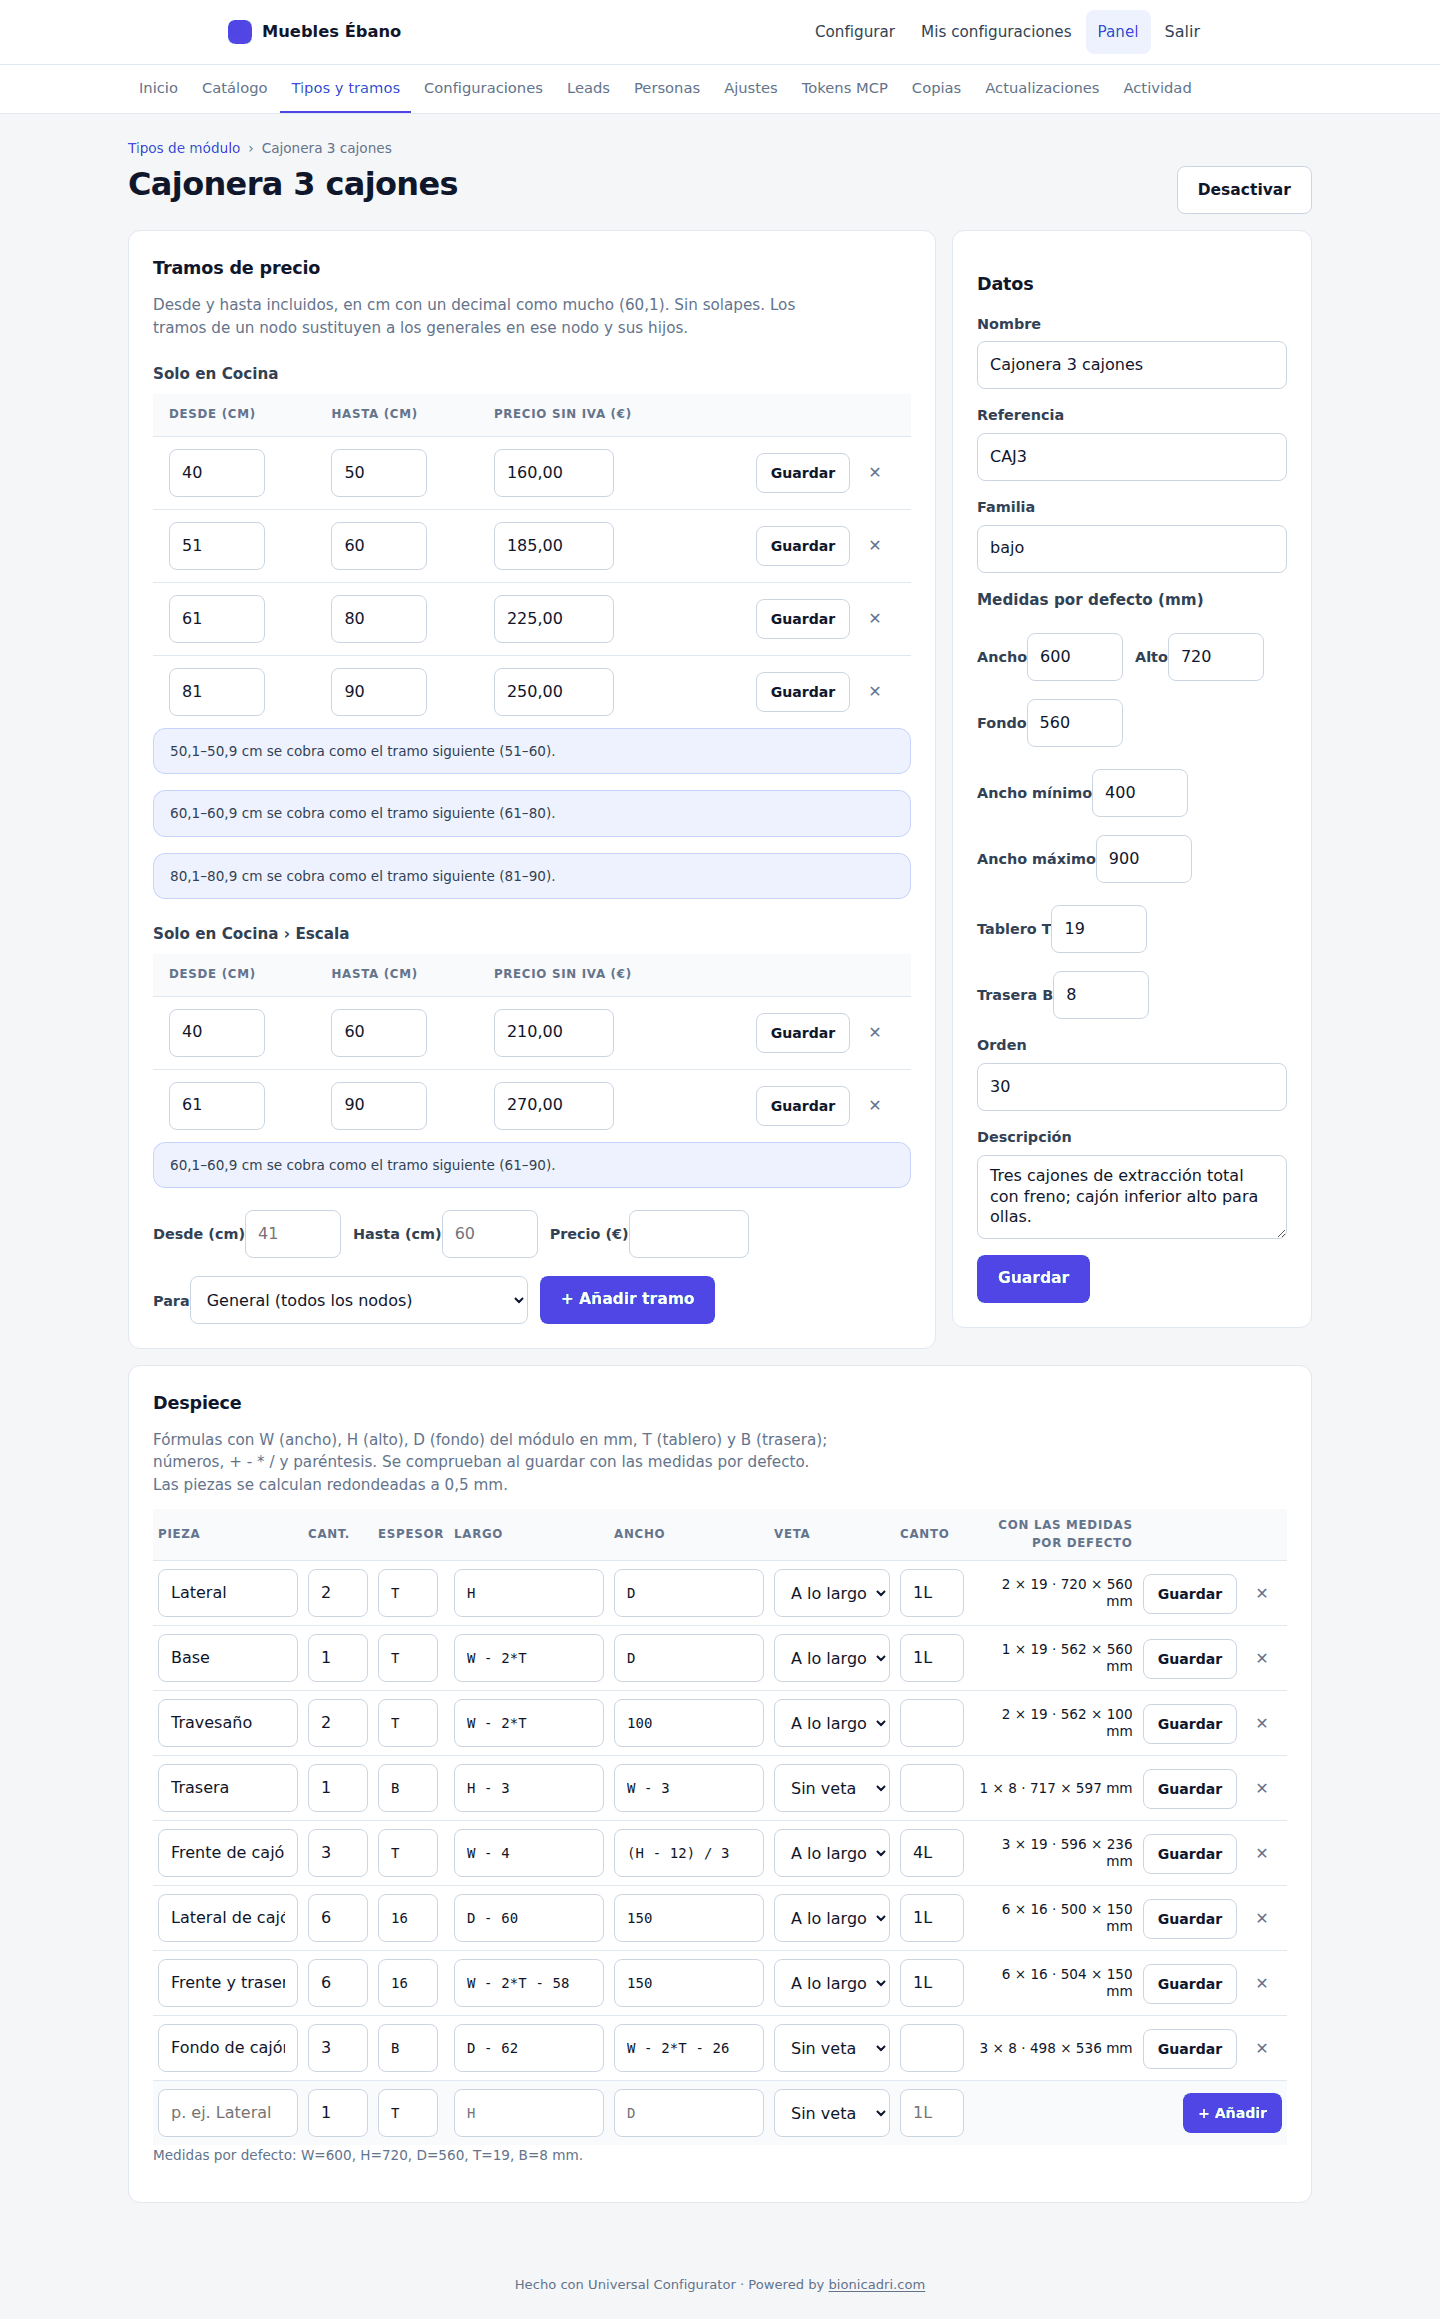 Muebles Ébano
Configurar Mis configuraciones Panel Salir
Inicio Catálogo Tipos y tramos Configuraciones Leads Personas Ajustes Tokens MCP Copias Actualizaciones Actividad
Tipos de módulo › Cajonera 3 cajones
Cajonera 3 cajones
Desactivar
Tramos de precio
Desde y hasta incluidos, en cm con un decimal como mucho (60,1). Sin solapes. Los
tramos de un nodo sustituyen a los generales en ese nodo y sus hijos.
Solo en Cocina
DESDE (CM) HASTA (CM) PRECIO SIN IVA (€)
40 50 160,00 Guardar ✕
51 60 185,00 Guardar ✕
61 80 225,00 Guardar ✕
81 90 250,00 Guardar ✕
50,1–50,9 cm se cobra como el tramo siguiente (51–60).
60,1–60,9 cm se cobra como el tramo siguiente (61–80).
80,1–80,9 cm se cobra como el tramo siguiente (81–90).
Solo en Cocina › Escala
DESDE (CM) HASTA (CM) PRECIO SIN IVA (€)
40 60 210,00 Guardar ✕
61 90 270,00 Guardar ✕
60,1–60,9 cm se cobra como el tramo siguiente (61–90).
Desde (cm) 41 Hasta (cm) 60 Precio (€)
Para General (todos los nodos) + Añadir tramo
Datos
Nombre
Cajonera 3 cajones
Referencia
CAJ3
Familia
bajo
Medidas por defecto (mm)
Ancho 600 Alto 720
Fondo 560
Ancho mínimo 400
Ancho máximo 900
Tablero T 19
Trasera B 8
Orden
30
Descripción
Tres cajones de extracción total
con freno; cajón inferior alto para
ollas.
Guardar
Despiece
Fórmulas con W (ancho), H (alto), D (fondo) del módulo en mm, T (tablero) y B (trasera);
números, + - * / y paréntesis. Se comprueban al guardar con las medidas por defecto.
Las piezas se calculan redondeadas a 0,5 mm.
PIEZA CANT. ESPESOR LARGO ANCHO VETA CANTO CON LAS MEDIDAS
POR DEFECTO
Lateral 2 T H D A lo largo 1L 2 × 19 · 720 × 560
mm Guardar ✕
Base 1 T W - 2*T D A lo largo 1L 1 × 19 · 562 × 560
mm Guardar ✕
Travesaño 2 T W - 2*T 100 A lo largo 2 × 19 · 562 × 100
mm Guardar ✕
Trasera 1 B H - 3 W - 3 Sin veta 1 × 8 · 717 × 597 mm Guardar ✕
Frente de cajó 3 T W - 4 (H - 12) / 3 A lo largo 4L 3 × 19 · 596 × 236
mm Guardar ✕
Lateral de cajó 6 16 D - 60 150 A lo largo 1L 6 × 16 · 500 × 150
mm Guardar ✕
Frente y traser 6 16 W - 2*T - 58 150 A lo largo 1L 6 × 16 · 504 × 150
mm Guardar ✕
Fondo de cajón 3 B D - 62 W - 2*T - 26 Sin veta 3 × 8 · 498 × 536 mm Guardar ✕
p. ej. Lateral 1 T H D Sin veta 1L + Añadir
Medidas por defecto: W=600, H=720, D=560, T=19, B=8 mm.
Hecho con Universal Configurator · Powered by bionicadri.com